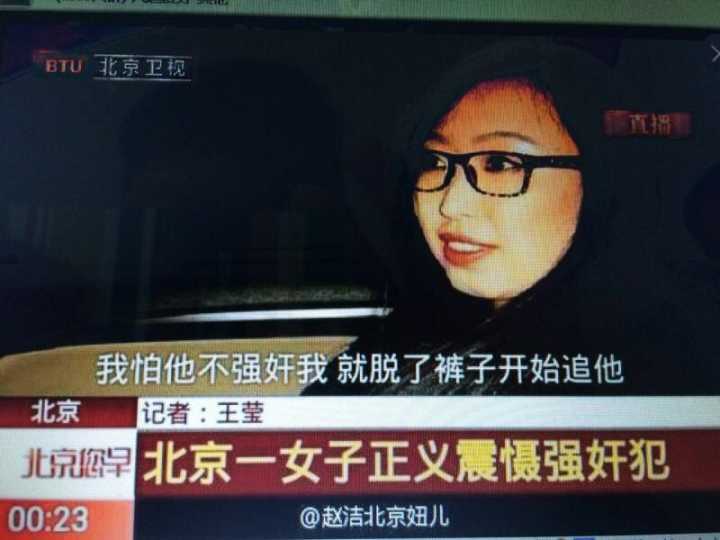 BTU 北京卫视
直播
我怕他不强奸我 就脱了裤子开始追他
北京 记者：王莹
北京您早 北京一女子正义震慑强奸犯
00:23 @赵洁北京妞儿